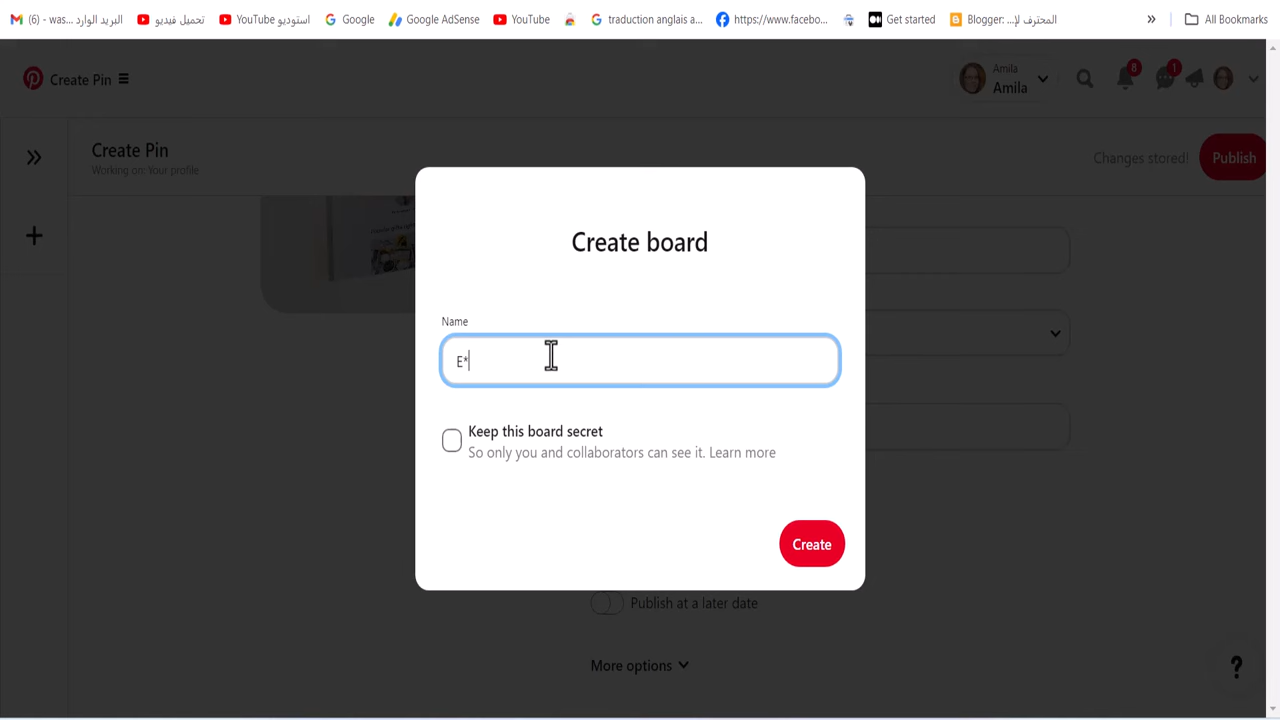 (6) - was... البريد الوارد
تحميل فيديو
استوديو YouTube
Google
Google AdSense
YouTube
traduction anglais a...
https://www.facebo...
Get started
Blogger: المحترف لإ...
»
All Bookmarks
Create Pin
Amila
Amila
8
1
Create Pin
Working on: Your profile
Changes stored!
Publish
Create board
Name
E*
Keep this board secret
So only you and collaborators can see it. Learn more
Create
Publish at a later date
More options
?